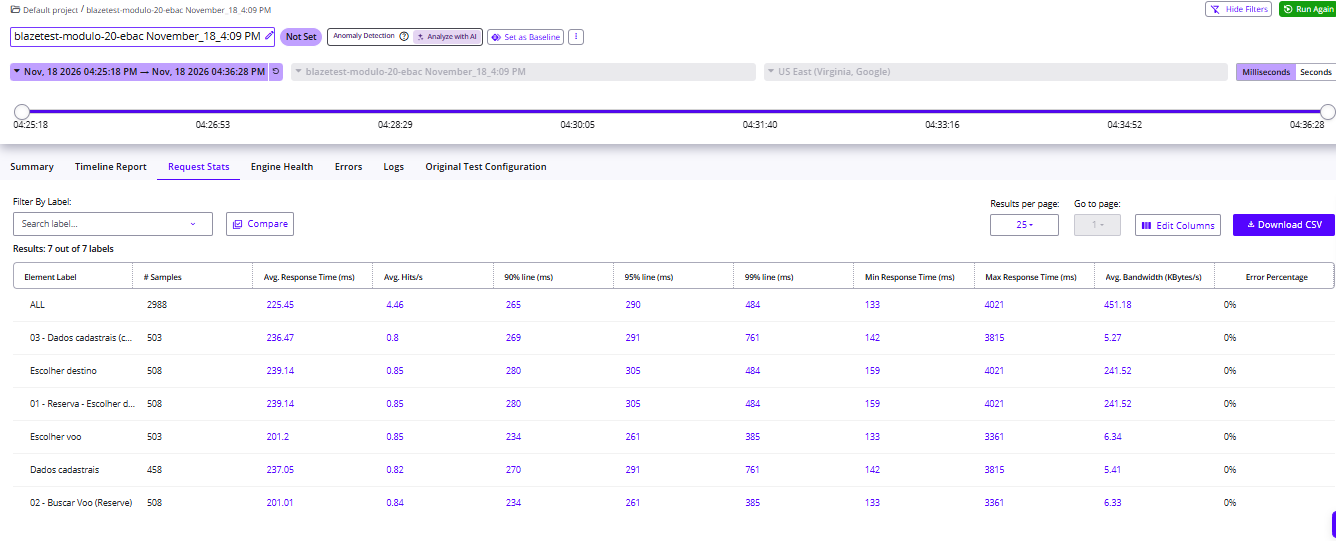 Default project / blazetest-modulo-20-ebac November_18_4:09 PM
Hide Filters
Run Again
blazetest-modulo-20-ebac November_18_4:09 PM
Not Set
Anomaly Detection ? Analyze with AI
Set as Baseline
Nov, 18 2026 04:25:18 PM — Nov, 18 2026 04:36:28 PM
blazetest-modulo-20-ebac November_18_4:09 PM
US East (Virginia, Google)
Milliseconds Seconds
04:25:18 04:26:53 04:28:29 04:30:05 04:31:40 04:33:16 04:34:52 04:36:28
Summary Timeline Report Request Stats Engine Health Errors Logs Original Test Configuration
Filter By Label:
Search label...
Compare
Results per page:
25
Go to page:
1
Edit Columns
Download CSV
Results: 7 out of 7 labels
Element Label # Samples Avg. Response Time (ms) Avg. Hits/s 90% line (ms) 95% line (ms) 99% line (ms) Min Response Time (ms) Max Response Time (ms) Avg. Bandwidth (KBytes/s) Error Percentage
ALL 2988 225.45 4.46 265 290 484 133 4021 451.18 0%
03 - Dados cadastrais (c... 503 236.47 0.8 269 291 761 142 3815 5.27 0%
Escolher destino 508 239.14 0.85 280 305 484 159 4021 241.52 0%
01 - Reserva - Escolher d... 508 239.14 0.85 280 305 484 159 4021 241.52 0%
Escolher voo 503 201.2 0.85 234 261 385 133 3361 6.34 0%
Dados cadastrais 458 237.05 0.82 270 291 761 142 3815 5.41 0%
02 - Buscar Voo (Reserve) 508 201.01 0.84 234 261 385 133 3361 6.33 0%